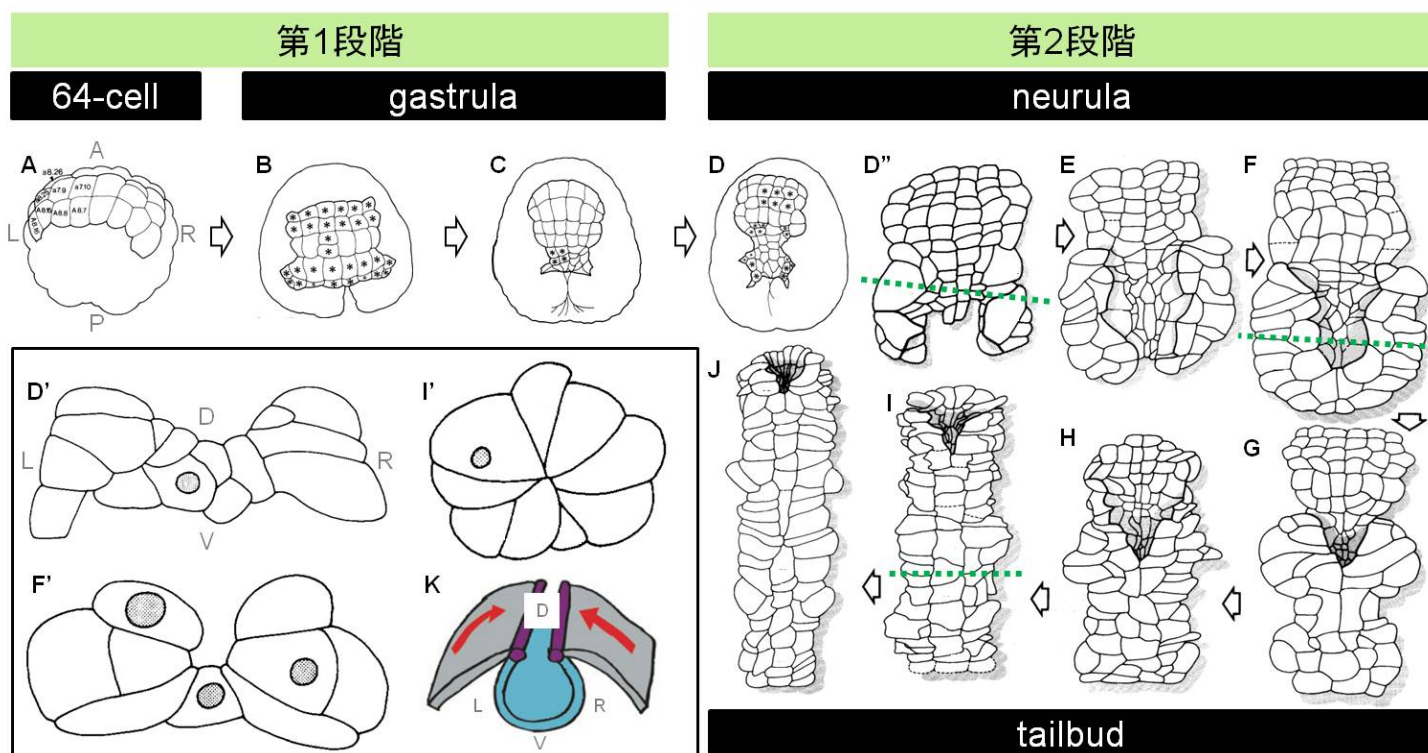 第1段階
第2段階
64-cell
gastrula
neurula
A
A
a8.26
a7.9
a7.10
A8.8
A8.7
L
R
P
B
C
D
D''
E
F
D'
D
L
R
V
I'
F'
K
D
L
R
V
J
I
H
G
tailbud